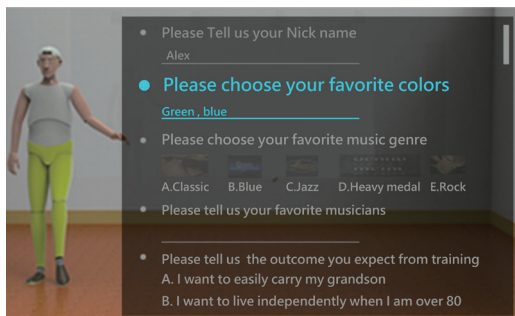 Please Tell us your Nick name
Alex
Please choose your favorite colors
Green , blue
Please choose your favorite music genre
A.Classic B.Blue C.Jazz D.Heavy medal E.Rock
Please tell us your favorite musicians
Please tell us the outcome you expect from training
A. I want to easily carry my grandson
B. I want to live independently when I am over 80